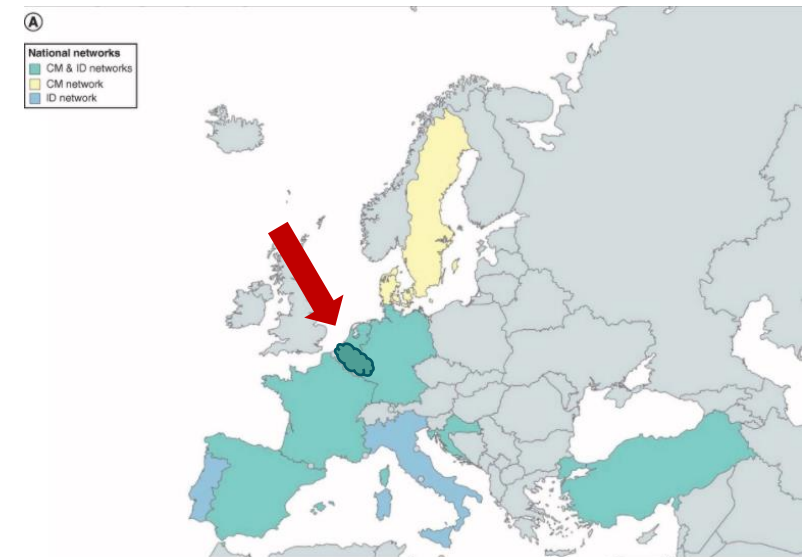 A
National networks
CM & ID networks
CM network
ID network